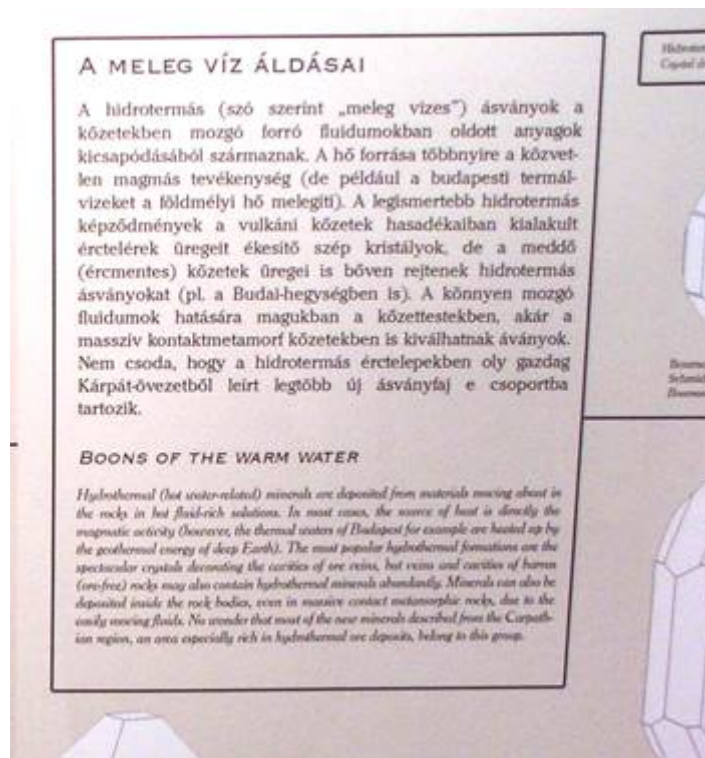 A MELEG VÍZ ÁLDÁSAI
A hidrotermás (szó szerint „meleg vizes”) ásványok a
kőzetekben mozgó forró fluidumokban oldott anyagok
kicsapódásából származnak. A hő forrása többnyire a közvet-
len magmás tevékenység (de például a budapesti termál-
vizeket a földmélyi hő melegíti). A legismertebb hidrotermás
képződmények a vulkáni kőzetek hasadékaiban kialakult
érctelérek üregeit ékesítő szép kristályok, de a meddő
(ércmentes) kőzetek üregei is bőven rejtenek hidrotermás
ásványokat (pl. a Budai-hegységben is). A könnyen mozgó
fluidumok hatására magukban a kőzettestekben, akár a
masszív kontaktmetamorf kőzetekben is kiválhatnak áványok.
Nem csoda, hogy a hidrotermás érctelepekben oly gazdag
Kárpát-övezetből leírt legtöbb új ásványfaj e csoportba
tartozik.
BOONS OF THE WARM WATER
Hydrothermal (hot water-related) minerals are deposited from materials moving about in
the rocks in hot fluid-rich solutions. In most cases, the source of heat is directly the
magmatic activity (however, the thermal waters of Budapest for example are heated up by
the geothermal energy of deep Earth). The most popular hydrothermal formations are the
spectacular crystals decorating the cavities of ore veins, but veins and cavities of barren
(ore-free) rocks may also contain hydrothermal minerals abundantly. Minerals can also be
deposited inside the rock bodies, even in massive contact metamorphic rocks, due to the
easily moving fluids. No wonder that most of the new minerals described from the Carpath-
ian region, an area especially rich in hydrothermal ore deposits, belong to this group.